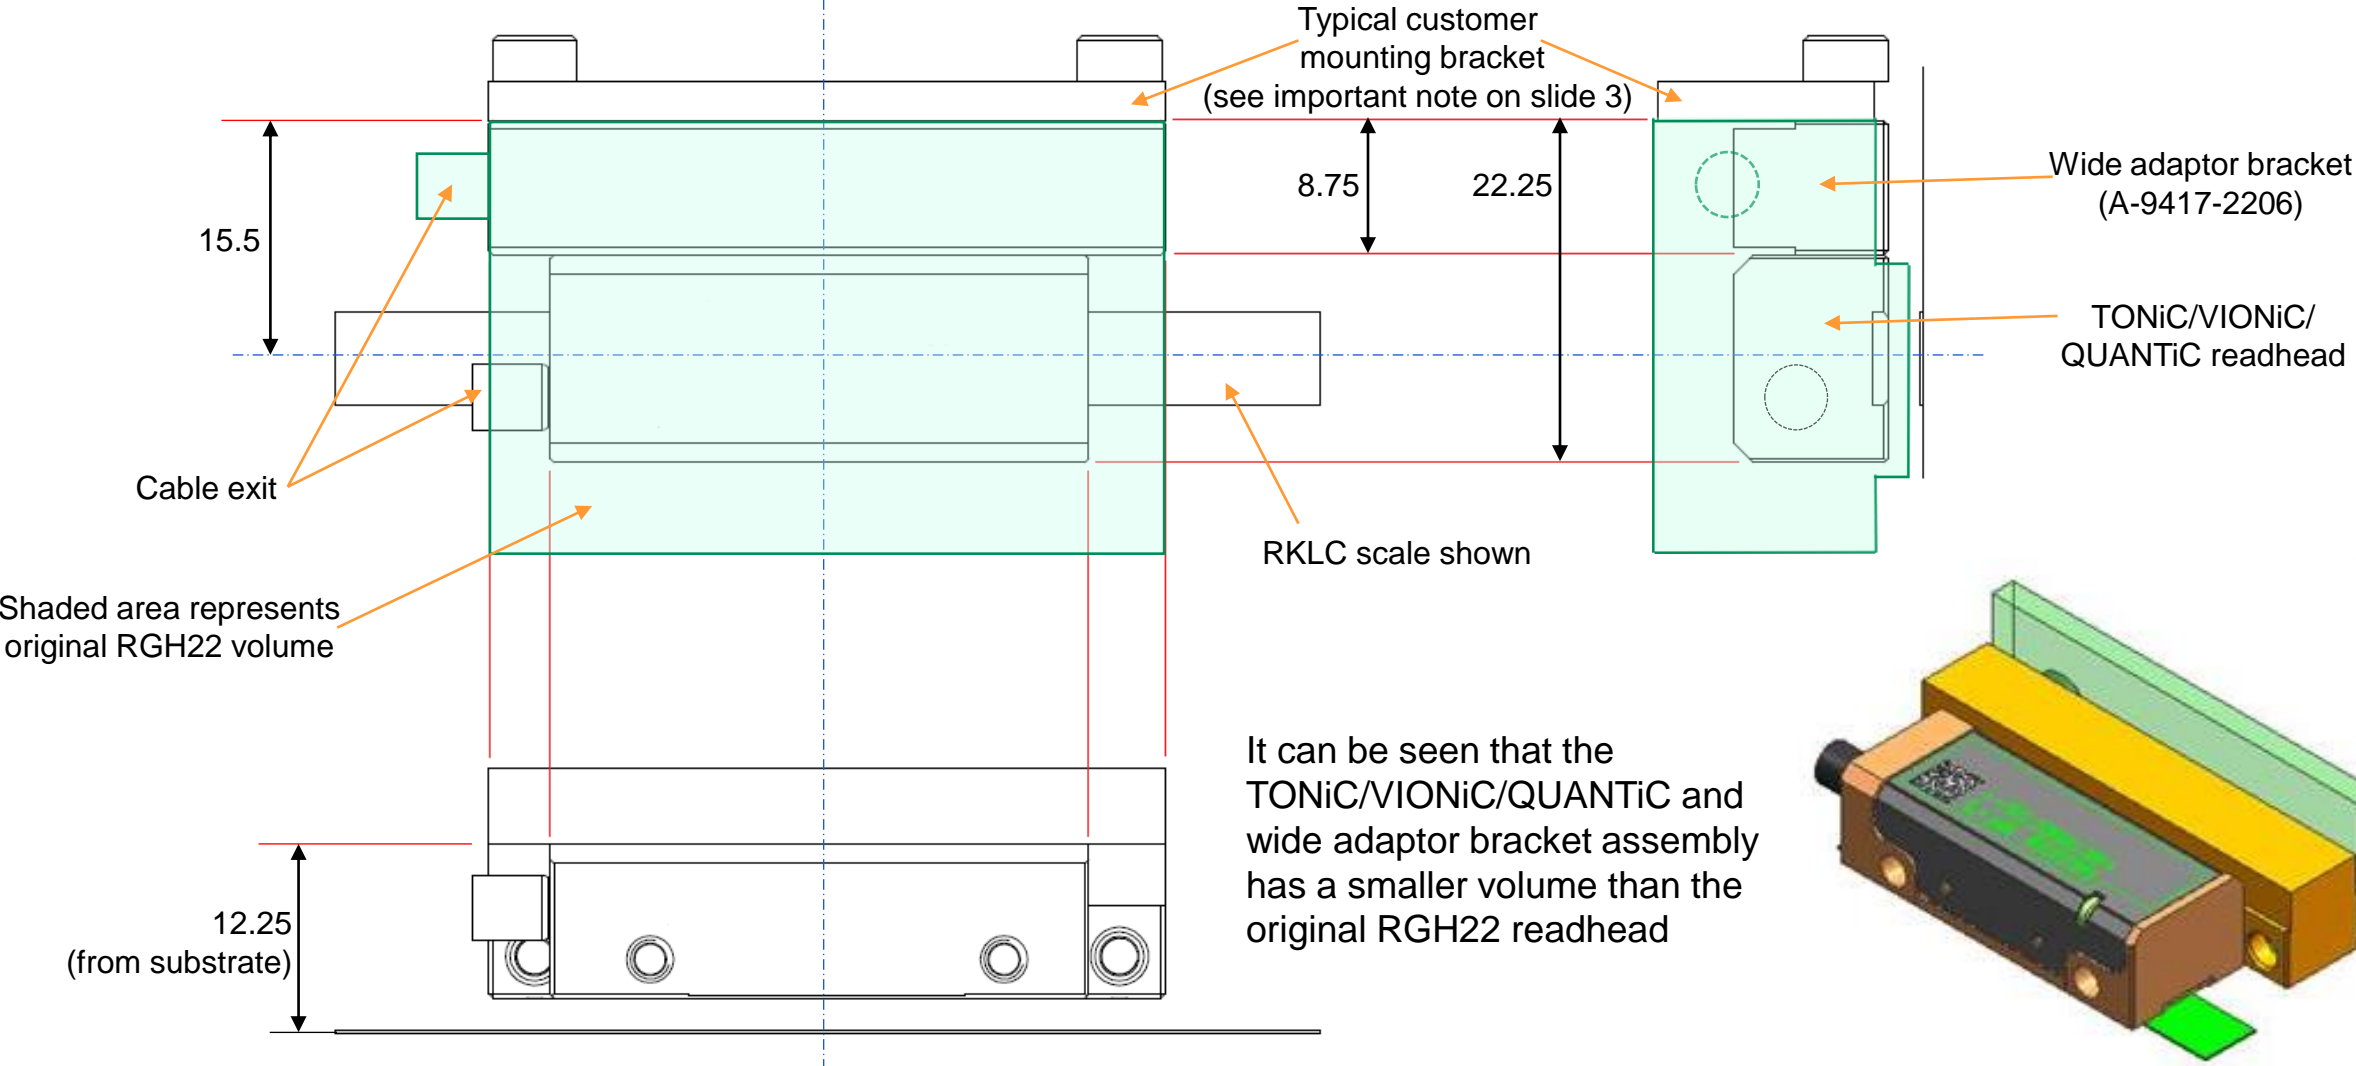 Typical customer
mounting bracket
(see important note on slide 3)
8.75
22.25
Wide adaptor bracket
(A-9417-2206)
15.5
TONiC/VIONiC/
QUANTiC readhead
Cable exit
RKLC scale shown
Shaded area represents
original RGH22 volume
It can be seen that the
TONiC/VIONiC/QUANTiC and
wide adaptor bracket assembly
has a smaller volume than the
original RGH22 readhead
12.25
(from substrate)